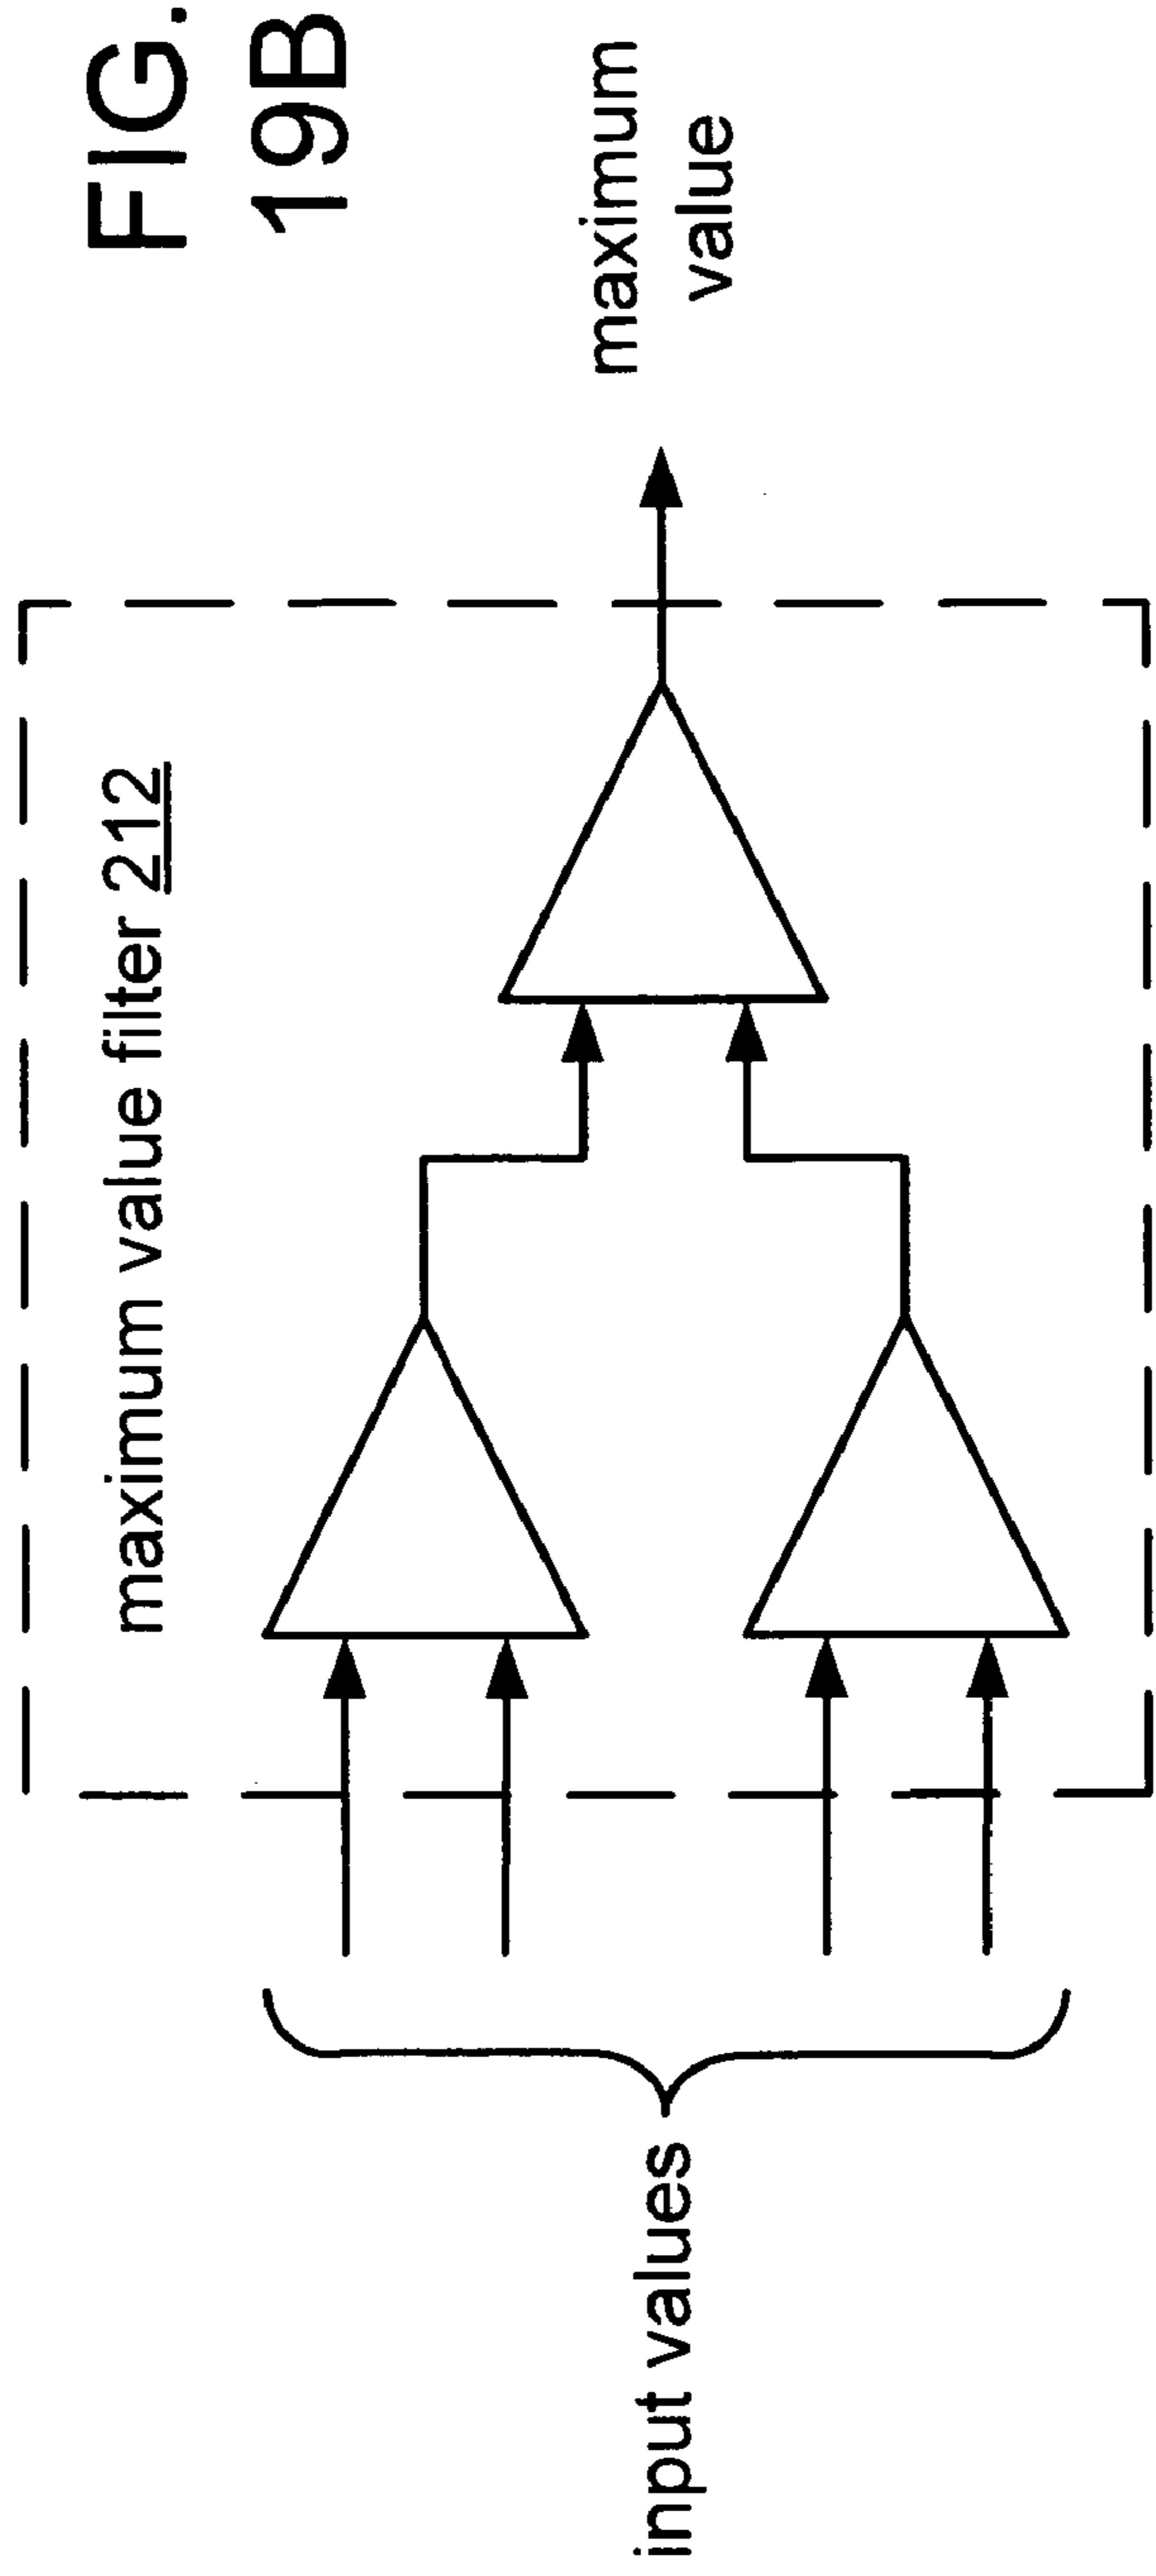 FIG.
19B
maximum value filter 212
input values
maximum
value